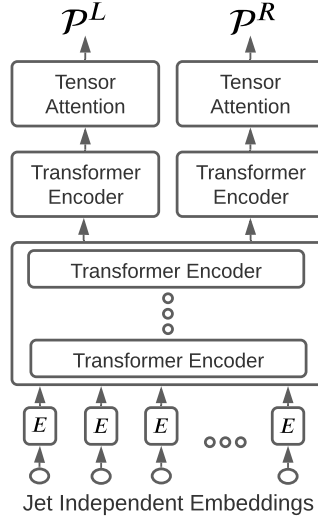 𝒫^L 𝒫^R
Tensor Attention Tensor Attention
Transformer Encoder Transformer Encoder
Transformer Encoder
Transformer Encoder
E E E E
Jet Independent Embeddings